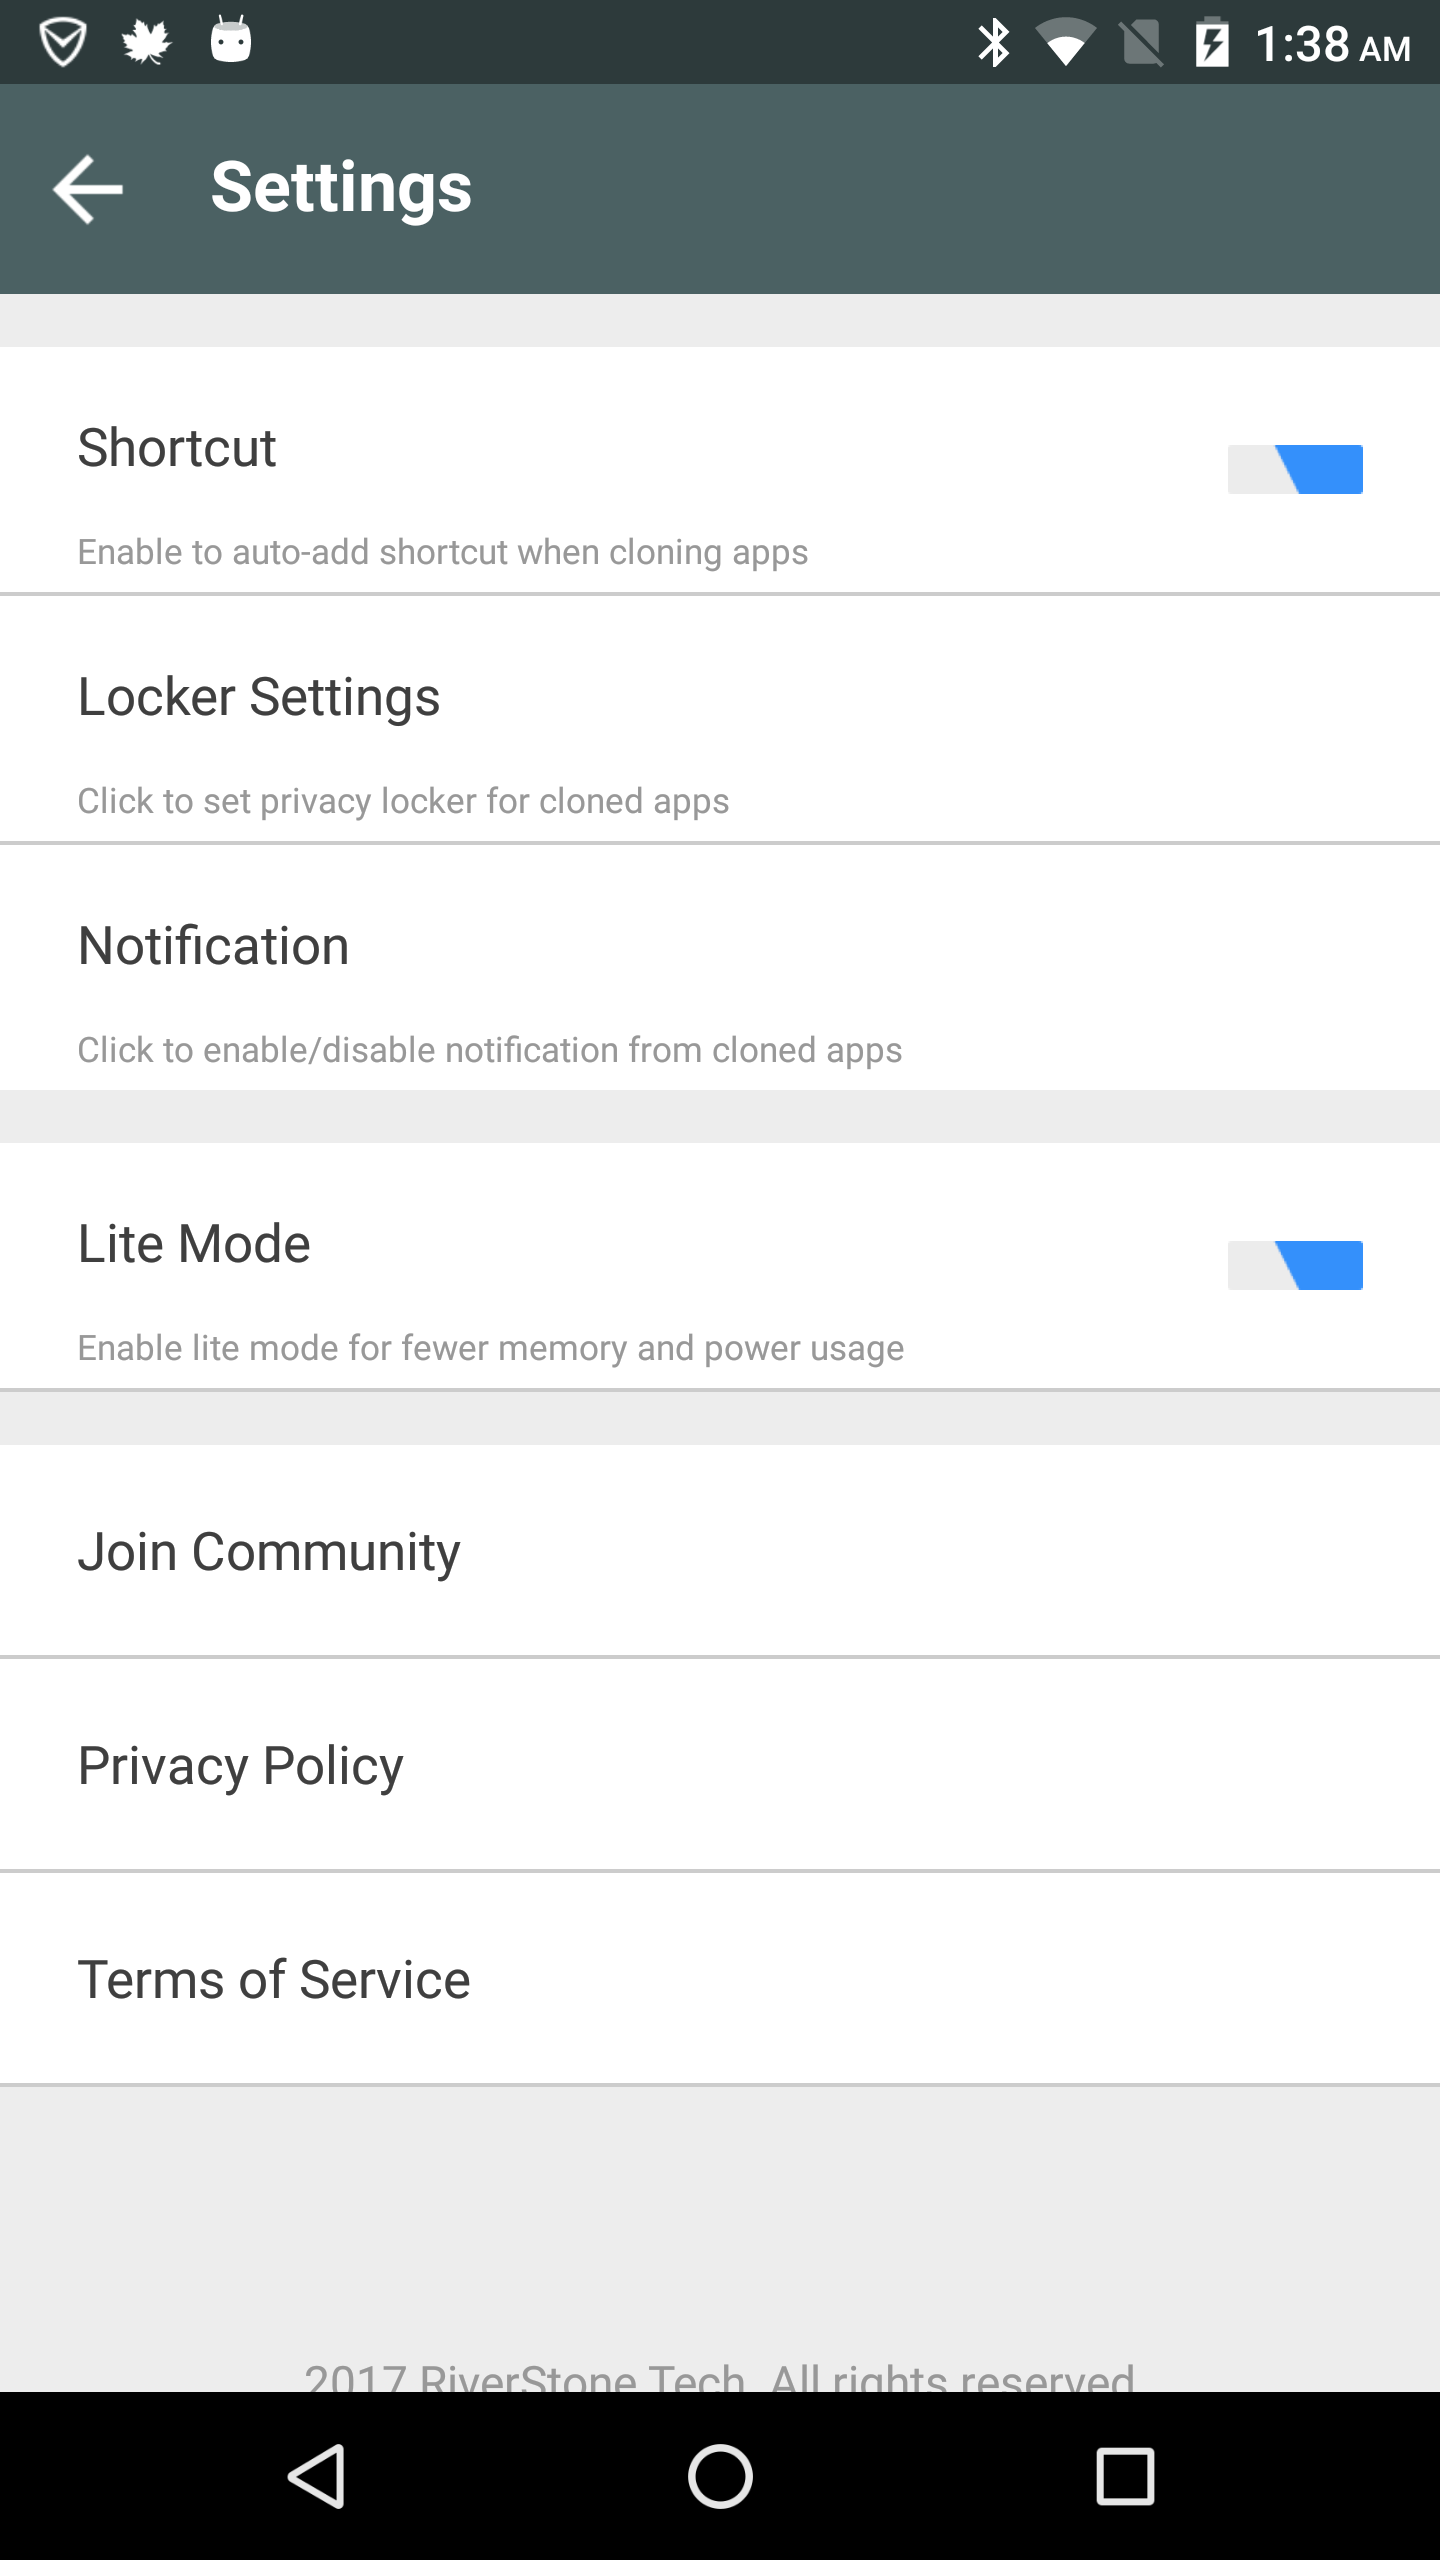 1:38 AM
Settings
Shortcut
Enable to auto-add shortcut when cloning apps
Locker Settings
Click to set privacy locker for cloned apps
Notification
Click to enable/disable notification from cloned apps
Lite Mode
Enable lite mode for fewer memory and power usage
Join Community
Privacy Policy
Terms of Service
2017 RiverStone Tech. All rights reserved